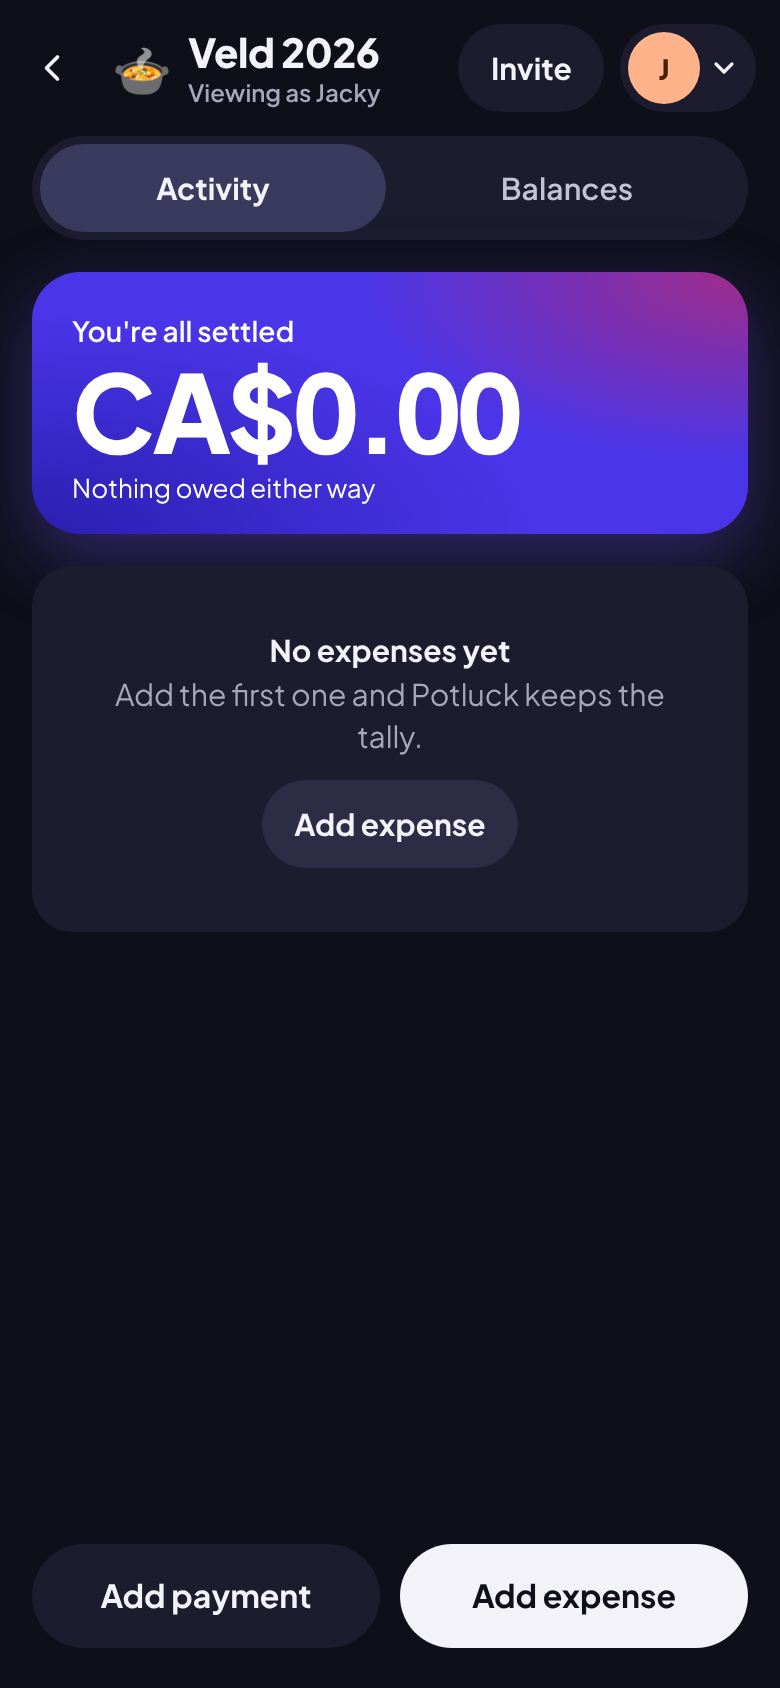 Veld 2026
Viewing as Jacky
Invite
J
Activity
Balances
You're all settled
CA$0.00
Nothing owed either way
No expenses yet
Add the first one and Potluck keeps the
tally.
Add expense
Add payment
Add expense